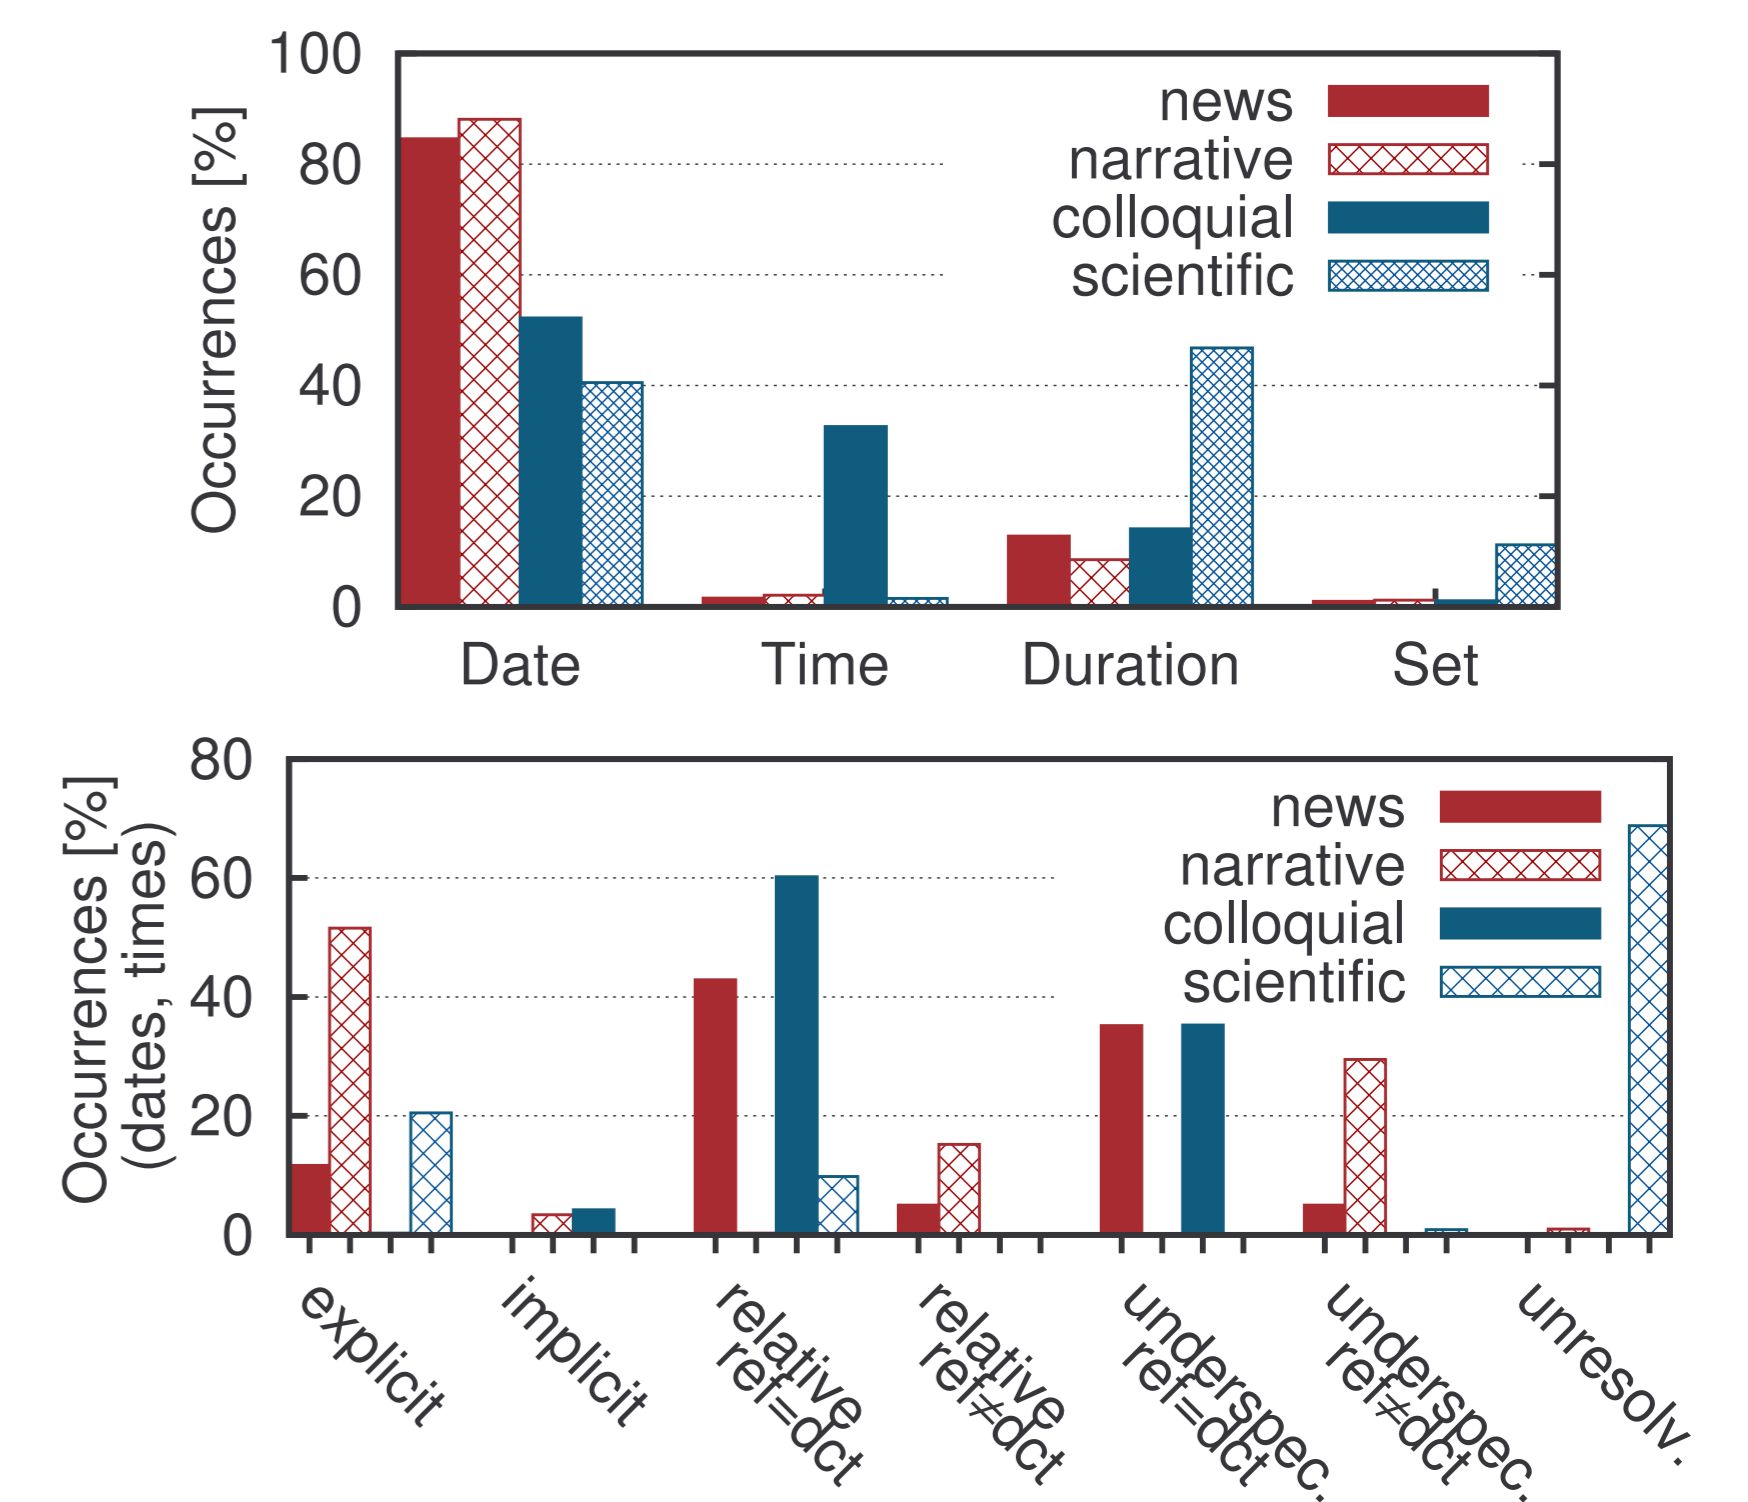 Occurrences [%]
100
80
60
40
20
0
news
narrative
colloquial
scientific
Date
Time
Duration
Set
Occurrences [%]
(dates, times)
80
60
40
20
0
news
narrative
colloquial
scientific
explicit
implicit
relative
ref=dct
relative
ref≠dct
underspec.
ref=dct
underspec.
ref≠dct
unresolv.